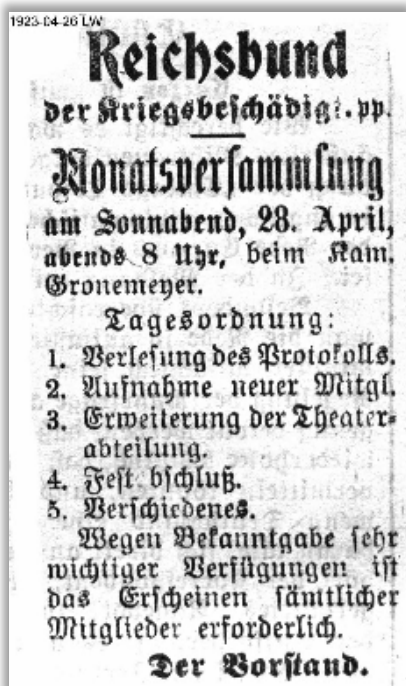 1923-04-26 LW
Reichsbund
der Kriegsbeschädigt. pp.
Monatsversammlung
am Sonnabend, 28. April,
abends 8 Uhr, beim Kam.
Gronemeyer.
Tagesordnung:
1. Verlesung des Protokolls.
2. Aufnahme neuer Mitgl.
3. Erweiterung der Theater-
abteilung.
4. Fest bschluß.
5. Verschiedenes.
Wegen Bekanntgabe sehr
wichtiger Verfügungen ist
das Erscheinen sämtlicher
Mitglieder erforderlich.
Der Vorstand.